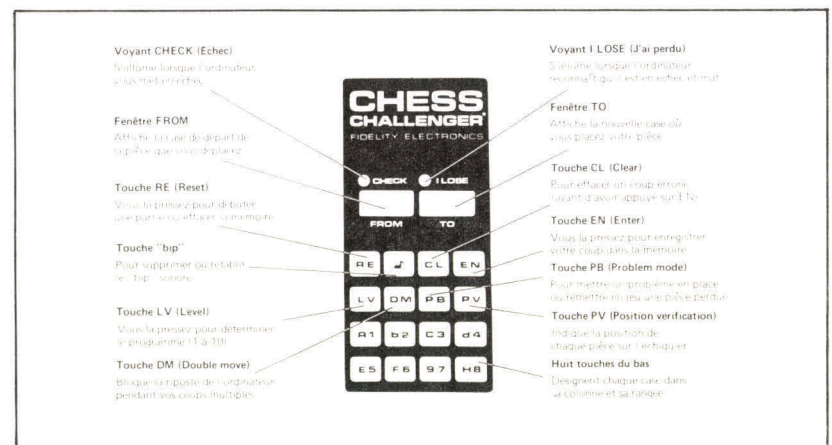 Voyant CHECK (Échec)
S'allume lorsque l'ordinateur
vous met en échec
Fenêtre FROM
Affiche la case de départ de
la pièce que vous déplacez
Touche RE (Reset)
Vous la pressez pour débuter
une partie ou effacer la mémoire
Touche "bip"
Pour supprimer ou rétablir
le "bip" sonore
Touche LV (Level)
Vous la pressez pour déterminer
le programme (1 à 10)
Touche DM (Double move)
Bloque la riposte de l'ordinateur
pendant vos coups multiples
CHESS
CHALLENGER
FIDELITY ELECTRONICS
CHECK I LOSE
FROM TO
RE ♪ CL EN
LV DM PB PV
A1 b2 C3 d4
E5 F6 97 H8
Voyant I LOSE (J'ai perdu)
S'allume lorsque l'ordinateur
reconnaît qu'il est en échec et mat
Fenêtre TO
Affiche la nouvelle case où
vous placez votre pièce
Touche CL (Clear)
Pour effacer un coup erroné
(avant d'avoir appuyé sur EN)
Touche EN (Enter)
Vous la pressez pour enregistrer
votre coup dans la mémoire
Touche PB (Problem mode)
Pour mettre un problème en place
ou remettre en jeu une pièce perdue
Touche PV (Position verification)
Indique la position de
chaque pièce sur l'échiquier
Huit touches du bas
Désignent chaque case dans
sa colonne et sa rangée